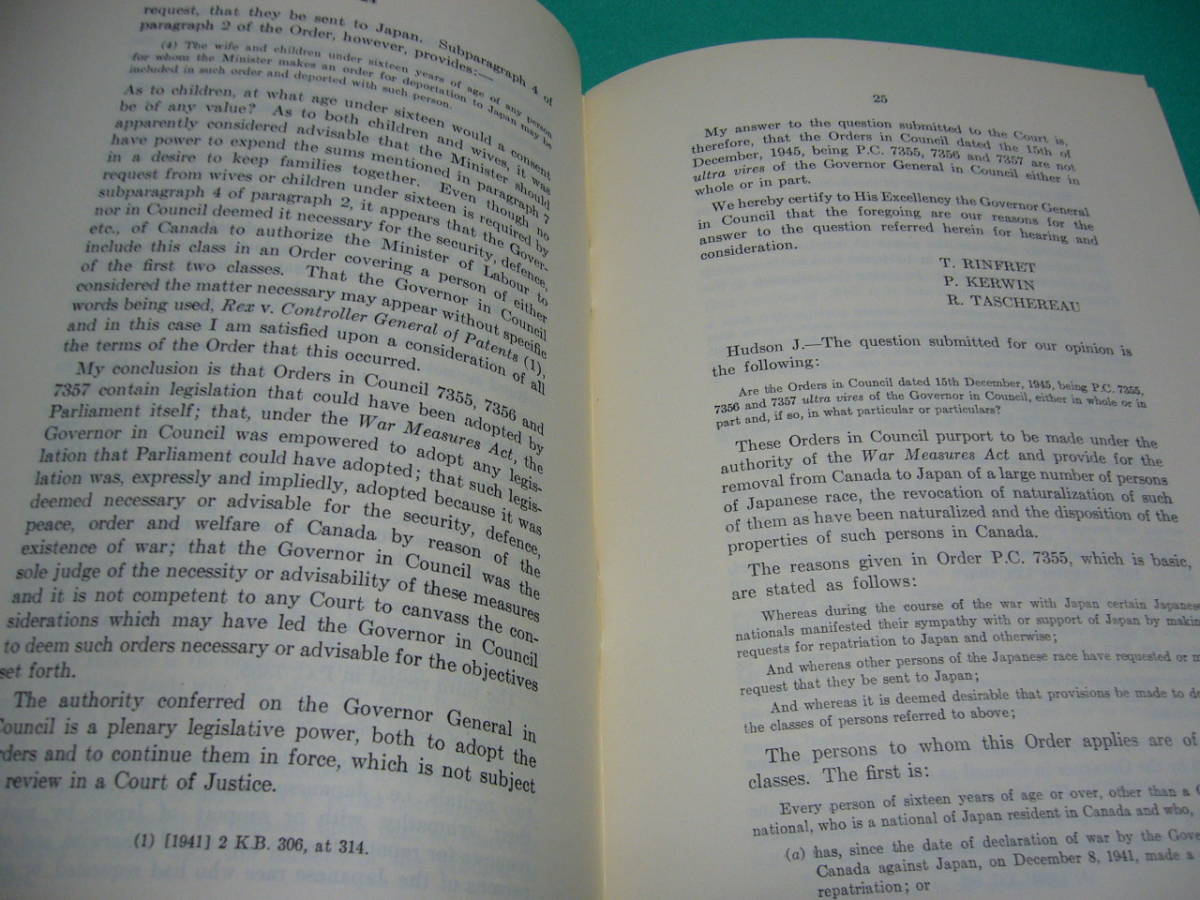 24
request, that they be sent to Japan. Subparagraph 4 of
paragraph 2 of the Order, however, provides:—
(4) The wife and children under sixteen years of age of any person
for whom the Minister makes an order for deportation to Japan may be
included in such order and deported with such person.
As to children, at what age under sixteen would a consent
be of any value? As to both children and wives, it was
apparently considered advisable that the Minister should
have power to expend the sums mentioned in paragraph 7
in a desire to keep families together. Even though no
request from wives or children under sixteen is required by
subparagraph 4 of paragraph 2, it appears that the Gover-
nor in Council deemed it necessary for the security, defence,
etc., of Canada to authorize the Minister of Labour to
include this class in an Order covering a person of either
of the first two classes. That the Governor in Council
considered the matter necessary may appear without specific
words being used, Rex v. Controller General of Patents (1),
and in this case I am satisfied upon a consideration of all
the terms of the Order that this occurred.
My conclusion is that Orders in Council 7355, 7356 and
7357 contain legislation that could have been adopted by
Parliament itself; that, under the War Measures Act, the
Governor in Council was empowered to adopt any legis-
lation that Parliament could have adopted; that such legis-
lation was, expressly and impliedly, adopted because it was
deemed necessary or advisable for the security, defence,
peace, order and welfare of Canada by reason of the
existence of war; that the Governor in Council was the
sole judge of the necessity or advisability of these measures
and it is not competent to any Court to canvass the con-
siderations which may have led the Governor in Council
to deem such orders necessary or advisable for the objectives
set forth.
The authority conferred on the Governor General in
Council is a plenary legislative power, both to adopt the
rders and to continue them in force, which is not subject
review in a Court of Justice.
(1) [1941] 2 K.B. 306, at 314.
25
My answer to the question submitted to the Court is,
therefore, that the Orders in Council dated the 15th of
December, 1945, being P.C. 7355, 7356 and 7357 are not
ultra vires of the Governor General in Council either in
whole or in part.
We hereby certify to His Excellency the Governor General
in Council that the foregoing are our reasons for the
answer to the question referred herein for hearing and
consideration.
T. RINFRET
P. KERWIN
R. TASCHEREAU
Hudson J.—The question submitted for our opinion is
the following:
Are the Orders in Council dated 15th December, 1945, being P.C. 7355,
7356 and 7357 ultra vires of the Governor in Council, either in whole or in
part and, if so, in what particular or particulars?
These Orders in Council purport to be made under the
authority of the War Measures Act and provide for the
removal from Canada to Japan of a large number of persons
of Japanese race, the revocation of naturalization of such
of them as have been naturalized and the disposition of the
properties of such persons in Canada.
The reasons given in Order P.C. 7355, which is basic,
are stated as follows:
Whereas during the course of the war with Japan certain Japanese
nationals manifested their sympathy with or support of Japan by makin
requests for repatriation to Japan and otherwise;
And whereas other persons of the Japanese race have requested or m
request that they be sent to Japan;
And whereas it is deemed desirable that provisions be made to de
the classes of persons referred to above;
The persons to whom this Order applies are of
classes. The first is:
Every person of sixteen years of age or over, other than a C
national, who is a national of Japan resident in Canada and who,
(a) has, since the date of declaration of war by the Gove
Canada against Japan, on December 8, 1941, made a
repatriation; or